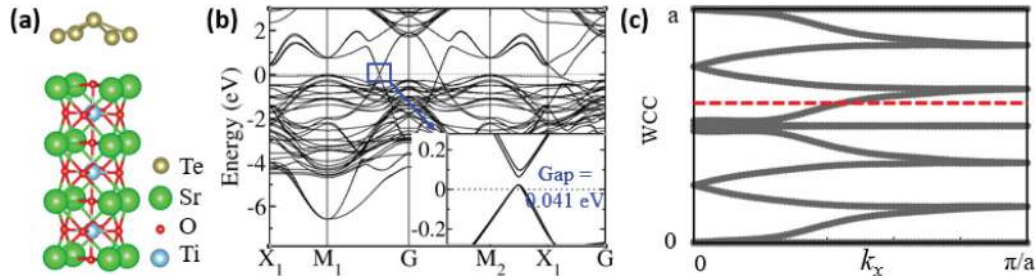 (a)
Te
Sr
O
Ti
(b)
Energy (eV)
2
0
-2
-4
-6
X₁ M₁ G M₂ X₁ G
0.2
0
-0.2
Gap =
0.041 eV
(c)
WCC
a
0
kₓ
π/a